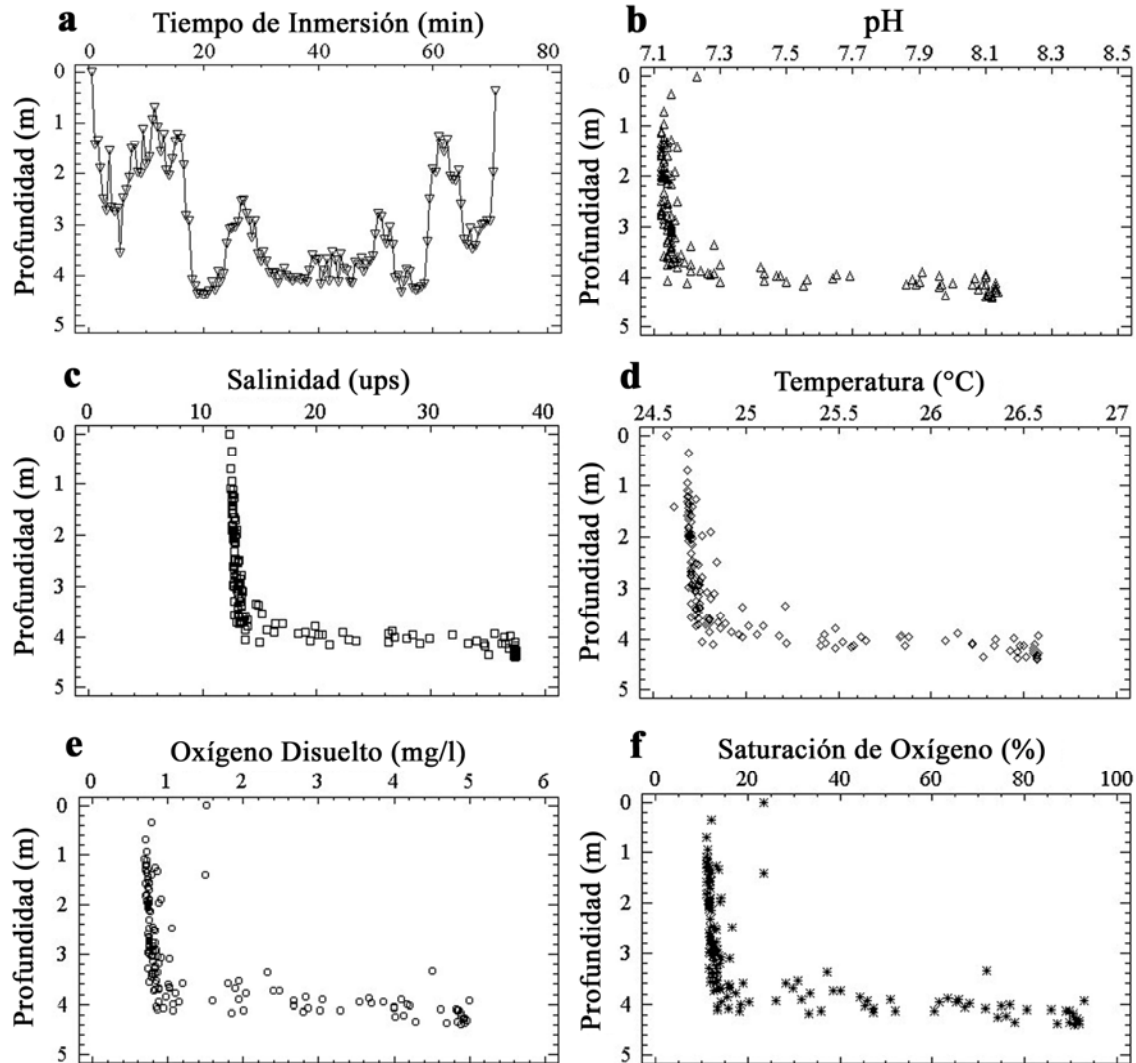 a Tiempo de Inmersión (min)
0 20 40 60 80
Profundidad (m)
0
1
2
3
4
5
b pH
7.1 7.3 7.5 7.7 7.9 8.1 8.3 8.5
Profundidad (m)
0
1
2
3
4
5
c Salinidad (ups)
0 10 20 30 40
Profundidad (m)
0
1
2
3
4
5
d Temperatura (°C)
24.5 25 25.5 26 26.5 27
Profundidad (m)
0
1
2
3
4
5
e Oxígeno Disuelto (mg/l)
0 1 2 3 4 5 6
Profundidad (m)
0
1
2
3
4
5
f Saturación de Oxígeno (%)
0 20 40 60 80 100
Profundidad (m)
0
1
2
3
4
5